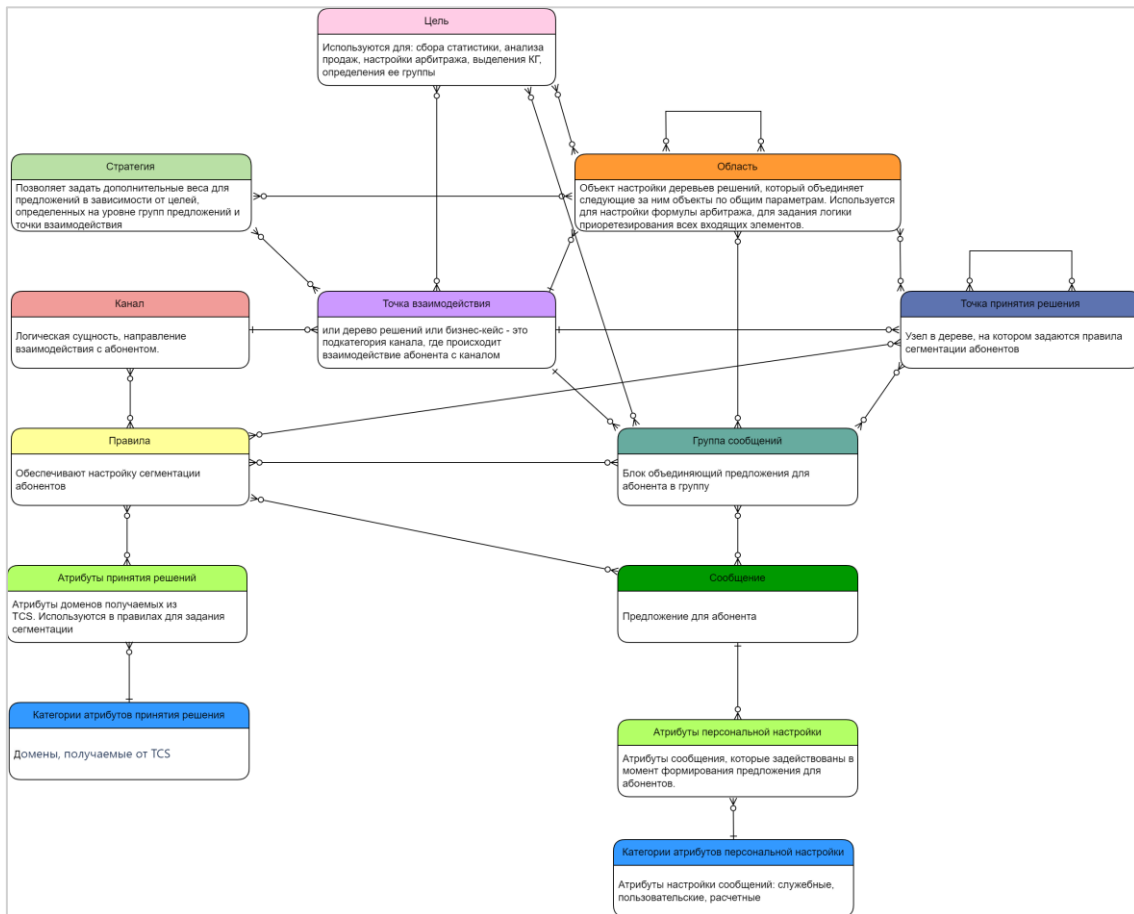 Цель
Используются для: сбора статистики, анализа
продаж, настройки арбитража, выделения КГ,
определения ее группы
Стратегия
Позволяет задать дополнительные веса для
предложений в зависимости от целей,
определенных на уровне групп предложений и
точки взаимодействия
Область
Объект настройки деревьев решений, который объединяет
следующие за ним объекты по общим параметрам. Используется
для настройки формулы арбитража, для задания логики
приоретезирования всех входящих элементов.
Канал
Логическая сущность, направление
взаимодействия с абонентом.
Точка взаимодействия
или дерево решений или бизнес-кейс - это
подкатегория канала, где происходит
взаимодействие абонента с каналом
Точка принятия решения
Узел в дереве, на котором задаются правила
сегментации абонентов
Правила
Обеспечивают настройку сегментации
абонентов
Группа сообщений
Блок объединяющий предложения для
абонента в группу
Атрибуты принятия решений
Атрибуты доменов получаемых из
TCS. Используются в правилах для задания
сегментации
Сообщение
Предложение для абонента
Категории атрибутов принятия решения
Домены, получаемые от TCS
Атрибуты персональной настройки
Атрибуты сообщения, которые задействованы в
момент формирования предложения для
абонентов.
Категории атрибутов персональной настройки
Атрибуты настройки сообщений: служебные,
пользовательские, расчетные